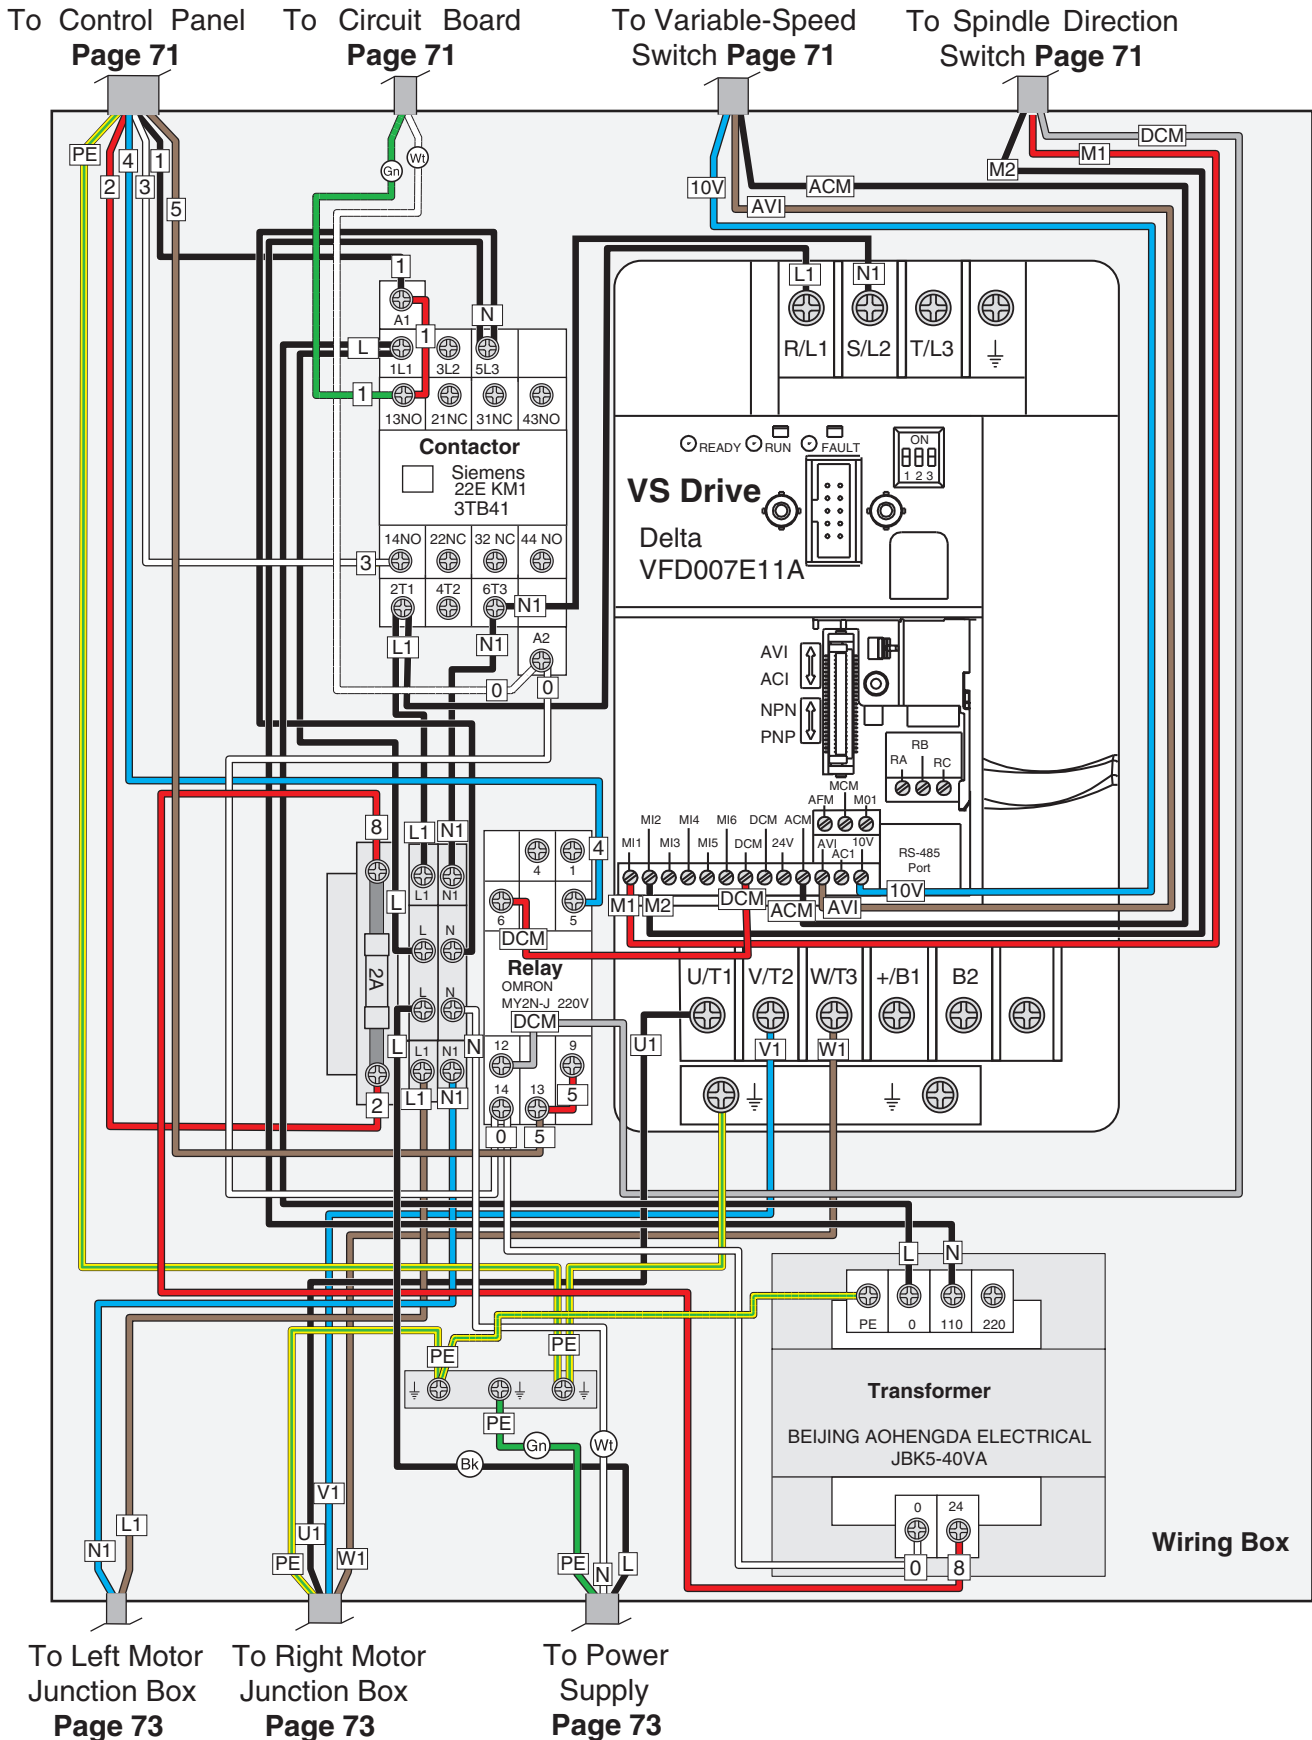 To Control Panel
Page 71
To Circuit Board
Page 71
To Variable-Speed
Switch Page 71
To Spindle Direction
Switch Page 71
PE
2
4
3
1
5
Gn
Wt
10V
ACM
AVI
M2
M1
DCM
1
A1
1
N
L
1L1
3L2
5L3
1
13NO
21NC
31NC
43NO
Contactor
Siemens
22E KM1
3TB41
14NO
22NC
32 NC
44 NO
3
2T1
4T2
6T3
N1
L1
N1
A2
0
0
L1
N1
R/L1
S/L2
T/L3
READY
RUN
FAULT
ON
1 2 3
VS Drive
Delta
VFD007E11A
AVI
ACI
NPN
PNP
RB
RA
RC
MCM
AFM
M01
MI2
MI4
MI6
DCM
ACM
MI1
MI3
MI5
DCM
24V
AVI
AC1
10V
RS-485
Port
10V
M1
M2
DCM
ACM
AVI
8
L1
N1
4
4
1
L1
N1
L
6
5
DCM
L
N
2A
Relay
OMRON
MY2N-J 220V
DCM
L
N
L
N
12
9
L1
N1
14
13
5
2
L1
N1
0
5
U/T1
V/T2
W/T3
+/B1
B2
U1
V1
W1
L
N
PE
0
110
220
PE
PE
Transformer
BEIJING AOHENGDA ELECTRICAL
JBK5-40VA
PE
Gn
Wt
Bk
0
24
0
8
Wiring Box
V1
L1
U1
N1
W1
PE
PE
N
L
To Left Motor
Junction Box
Page 73
To Right Motor
Junction Box
Page 73
To Power
Supply
Page 73